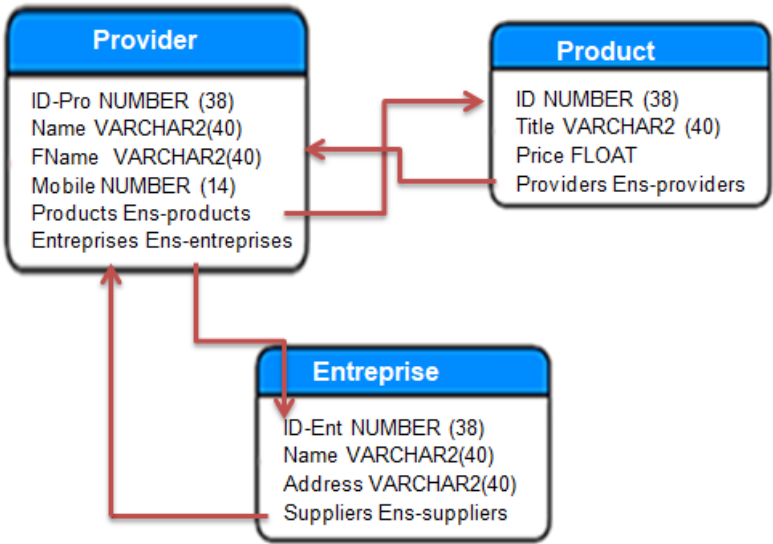 Provider
ID-Pro NUMBER (38)
Name VARCHAR2(40)
FName VARCHAR2(40)
Mobile NUMBER (14)
Products Ens-products
Entreprises Ens-entreprises
Product
ID NUMBER (38)
Title VARCHAR2 (40)
Price FLOAT
Providers Ens-providers
Entreprise
ID-Ent NUMBER (38)
Name VARCHAR2(40)
Address VARCHAR2(40)
Suppliers Ens-suppliers